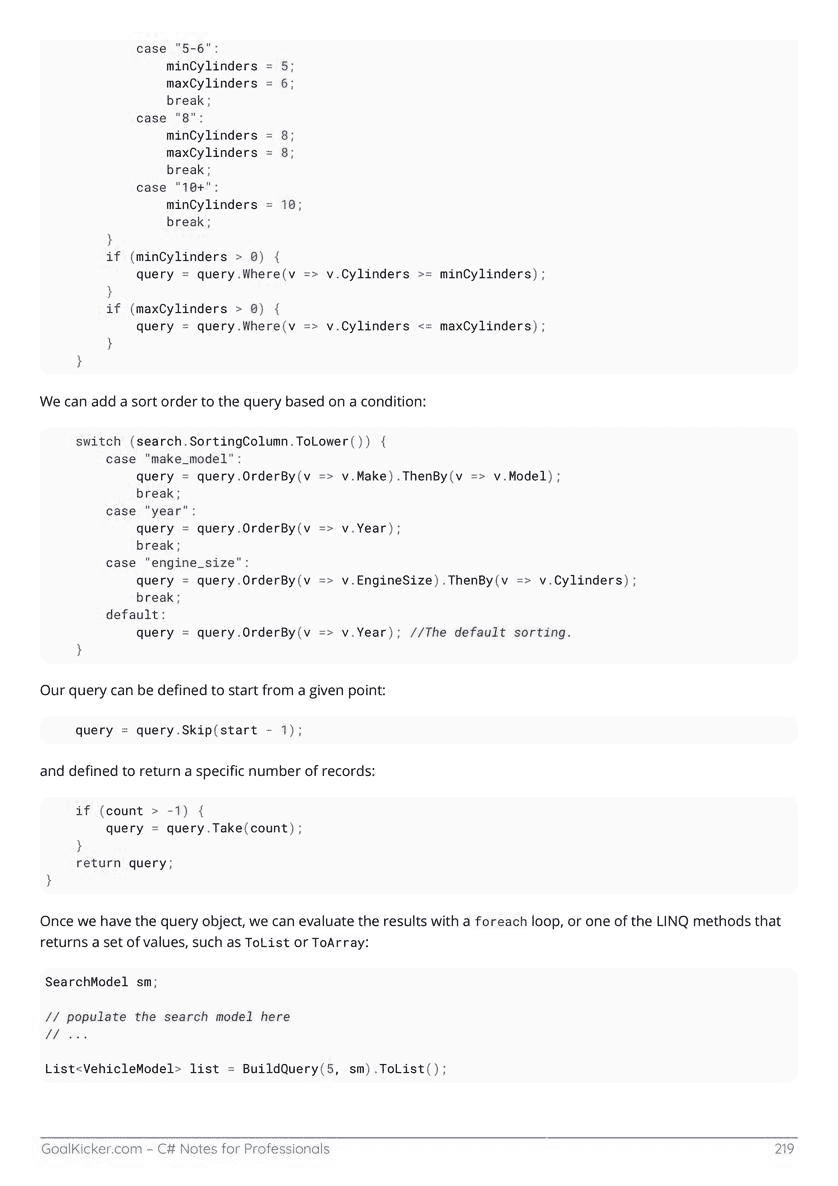 case "5-6":
                minCylinders = 5;
                maxCylinders = 6;
                break;
            case "8":
                minCylinders = 8;
                maxCylinders = 8;
                break;
            case "10+":
                minCylinders = 10;
                break;
        }
        if (minCylinders > 0) {
            query = query.Where(v => v.Cylinders >= minCylinders);
        }
        if (maxCylinders > 0) {
            query = query.Where(v => v.Cylinders <= maxCylinders);
        }
    }
We can add a sort order to the query based on a condition:
    switch (search.SortingColumn.ToLower()) {
        case "make_model":
            query = query.OrderBy(v => v.Make).ThenBy(v => v.Model);
            break;
        case "year":
            query = query.OrderBy(v => v.Year);
            break;
        case "engine_size":
            query = query.OrderBy(v => v.EngineSize).ThenBy(v => v.Cylinders);
            break;
        default:
            query = query.OrderBy(v => v.Year); //The default sorting.
    }
Our query can be defined to start from a given point:
    query = query.Skip(start - 1);
and defined to return a specific number of records:
    if (count > -1) {
        query = query.Take(count);
    }
    return query;
}
Once we have the query object, we can evaluate the results with a foreach loop, or one of the LINQ methods that
returns a set of values, such as ToList or ToArray:
SearchModel sm;
// populate the search model here
// ...
List<VehicleModel> list = BuildQuery(5, sm).ToList();
GoalKicker.com – C# Notes for Professionals 219